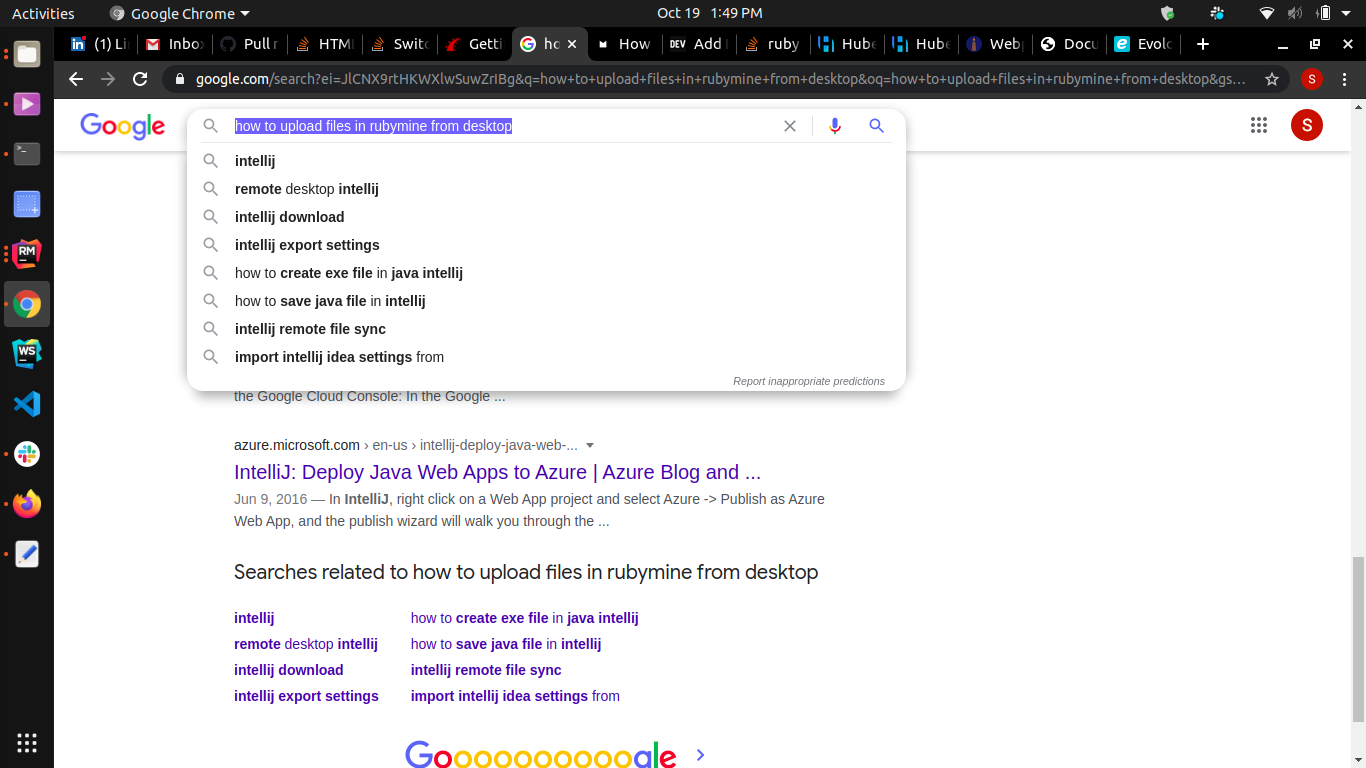 Activities Google Chrome Oct 19 1:49 PM
(1) Li Inbo Pull r HTMl Switc Getti ho How DEV Add ruby Hube Hube Web Docu Evolc
google.com/search?ei=JlCNX9rtHKWXlwSuwZrIBg&q=how+to+upload+files+in+rubymine+from+desktop&oq=how+to+upload+files+in+rubymine+from+desktop&gs... S
Google how to upload files in rubymine from desktop S
intellij
remote desktop intellij
intellij download
intellij export settings
how to create exe file in java intellij
how to save java file in intellij
intellij remote file sync
import intellij idea settings from
Report inappropriate predictions
the Google Cloud Console: In the Google ...
azure.microsoft.com › en-us › intellij-deploy-java-web-...
IntelliJ: Deploy Java Web Apps to Azure | Azure Blog and ...
Jun 9, 2016 — In IntelliJ, right click on a Web App project and select Azure -> Publish as Azure
Web App, and the publish wizard will walk you through the ...
Searches related to how to upload files in rubymine from desktop
intellij how to create exe file in java intellij
remote desktop intellij how to save java file in intellij
intellij download intellij remote file sync
intellij export settings import intellij idea settings from
Goooooooooogle
RM
WS